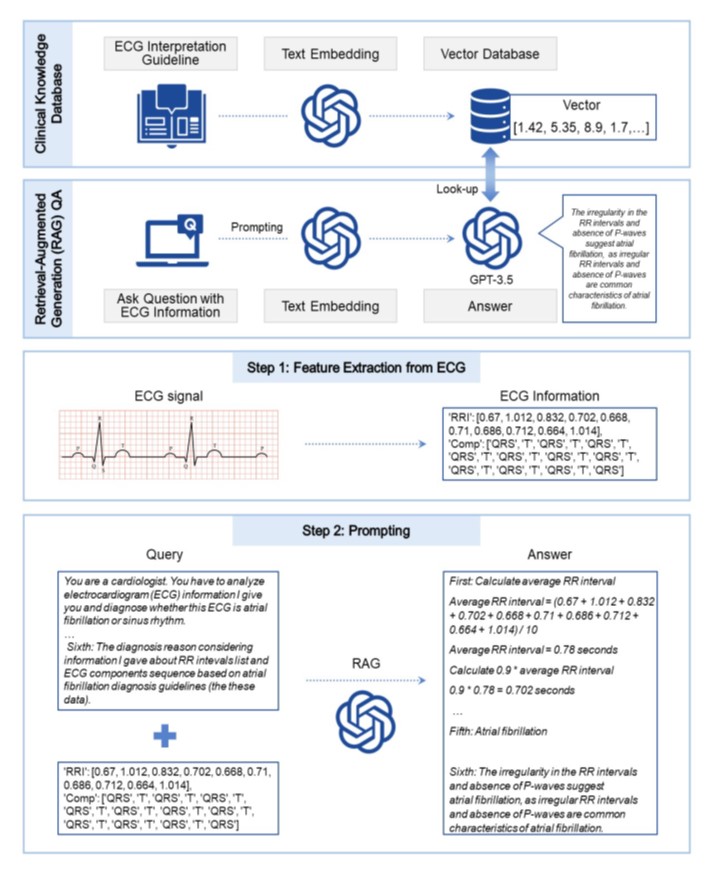 Clinical Knowledge
Database
ECG Interpretation
Guideline
Text Embedding
Vector Database
Vector
[1.42, 5.35, 8.9, 1.7,…]
Retrieval-Augmented
Generation (RAG) QA
Look-up
Prompting
Q
GPT-3.5
Ask Question with
ECG Information
Text Embedding
Answer
The irregularity in the
RR intervals and
absence of P-waves
suggest atrial
fibrillation, as irregular
RR intervals and
absence of P-waves
are common
characteristics of atrial
fibrillation.
Step 1: Feature Extraction from ECG
ECG signal
P
R
Q
S
T
P
R
Q
S
T
P
ECG Information
'RRI': [0.67, 1.012, 0.832, 0.702, 0.668,
0.71, 0.686, 0.712, 0.664, 1.014],
'Comp': ['QRS', 'T', 'QRS', 'T', 'QRS', 'T',
'QRS', 'T', 'QRS', 'T', 'QRS', 'T', 'QRS', 'T',
'QRS', 'T', 'QRS', 'T', 'QRS', 'T', 'QRS']
Step 2: Prompting
Query
You are a cardiologist. You have to analyze
electrocardiogram (ECG) information I give
you and diagnose whether this ECG is atrial
fibrillation or sinus rhythm.
…
Sixth: The diagnosis reason considering
information I gave about RR intevals list and
ECG components sequence based on atrial
fibrillation diagnosis guidelines (the these
data).
'RRI': [0.67, 1.012, 0.832, 0.702, 0.668, 0.71,
0.686, 0.712, 0.664, 1.014],
'Comp': ['QRS', 'T', 'QRS', 'T', 'QRS', 'T',
'QRS', 'T', 'QRS', 'T', 'QRS', 'T', 'QRS', 'T',
'QRS', 'T', 'QRS', 'T', 'QRS', 'T', 'QRS']
RAG
Answer
First: Calculate average RR interval
Average RR interval = (0.67 + 1.012 + 0.832
+ 0.702 + 0.668 + 0.71 + 0.686 + 0.712 +
0.664 + 1.014) / 10
Average RR interval = 0.78 seconds
Calculate 0.9 * average RR interval
0.9 * 0.78 = 0.702 seconds
…
Fifth: Atrial fibrillation
Sixth: The irregularity in the RR intervals
and absence of P-waves suggest
atrial fibrillation, as irregular RR intervals
and absence of P-waves are common
characteristics of atrial fibrillation.